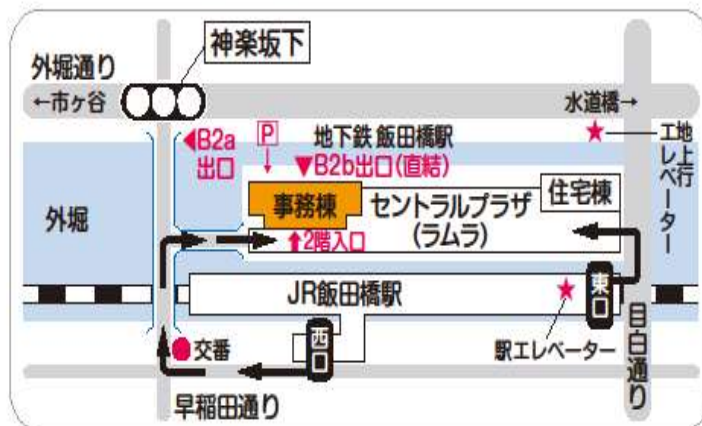 神楽坂下
外堀通り
←市ヶ谷
水道橋→
B2a
出口
P
地下鉄 飯田橋駅
▼B2b出口(直結)
地上行
エレベーター
外堀
事務棟
セントラルプラザ
(ラムラ)
住宅棟
2階入口
JR飯田橋駅
東口
西口
交番
駅エレベーター
目白通り
早稲田通り